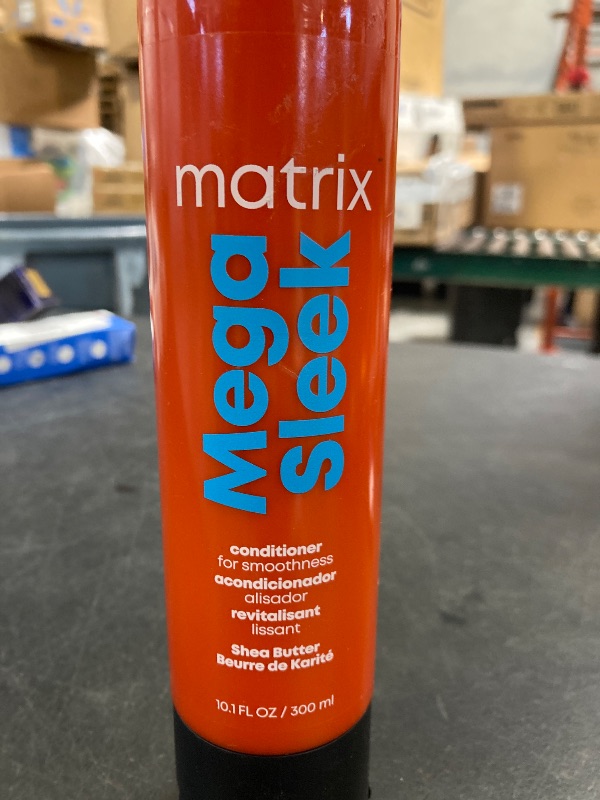 matrix
Mega
Sleek
conditioner
for smoothness
acondicionador
alisador
revitalisant
lissant
Shea Butter
Beurre de Karité
10.1 FL OZ / 300 ml